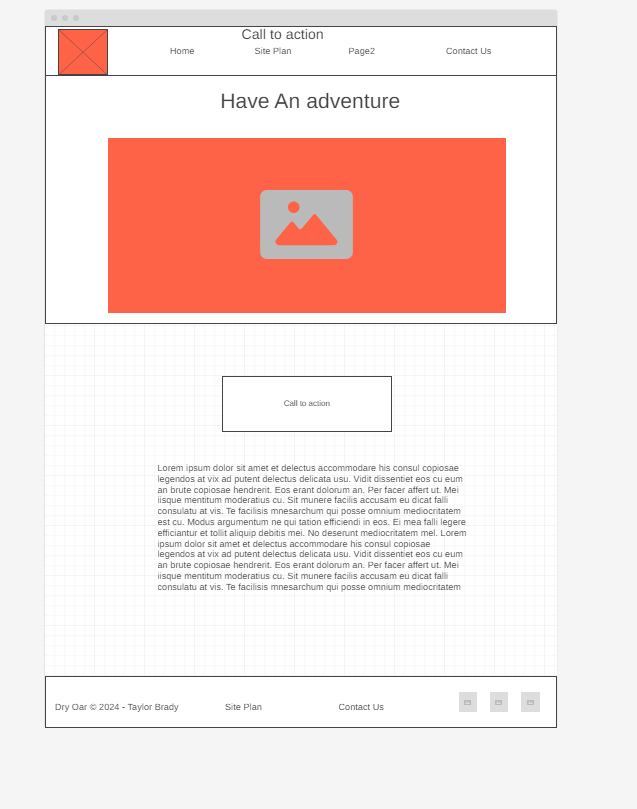 Call to action
Home Site Plan Page2 Contact Us
Have An adventure
Call to action
Lorem ipsum dolor sit amet et delectus accommodare his consul copiosae
legendos at vix ad putent delectus delicata usu. Vidit dissentiet eos cu eum
an brute copiosae hendrerit. Eos erant dolorum an. Per facer affert ut. Mei
iisque mentitum moderatius cu. Sit munere facilis accusam eu dicat falli
consulatu at vis. Te facilisis mnesarchum qui posse omnium mediocritatem
est cu. Modus argumentum ne qui tation efficiendi in eos. Ei mea falli legere
efficiantur et tollit aliquip debitis mei. No deserunt mediocritatem mel. Lorem
ipsum dolor sit amet et delectus accommodare his consul copiosae
legendos at vix ad putent delectus delicata usu. Vidit dissentiet eos cu eum
an brute copiosae hendrerit. Eos erant dolorum an. Per facer affert ut. Mei
iisque mentitum moderatius cu. Sit munere facilis accusam eu dicat falli
consulatu at vis. Te facilisis mnesarchum qui posse omnium mediocritatem
Dry Oar © 2024 - Taylor Brady Site Plan Contact Us